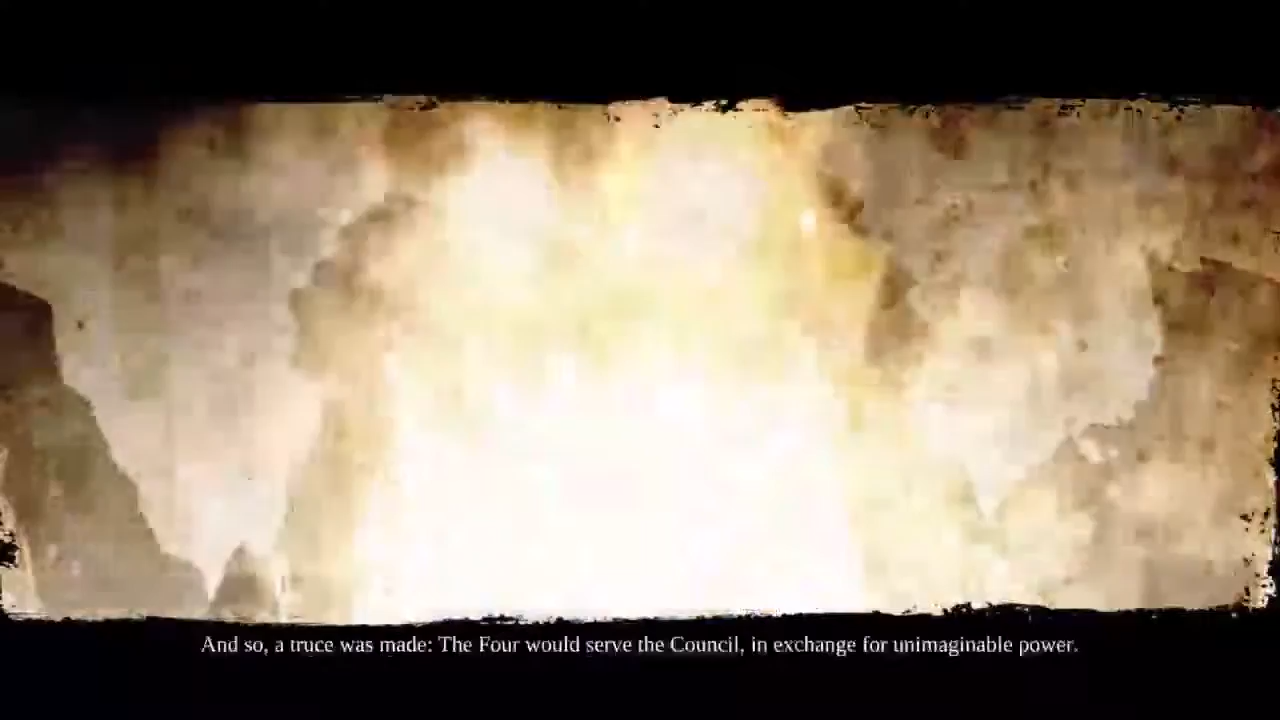 And so, a truce was made: The Four would serve the Council, in exchange for unimaginable power.